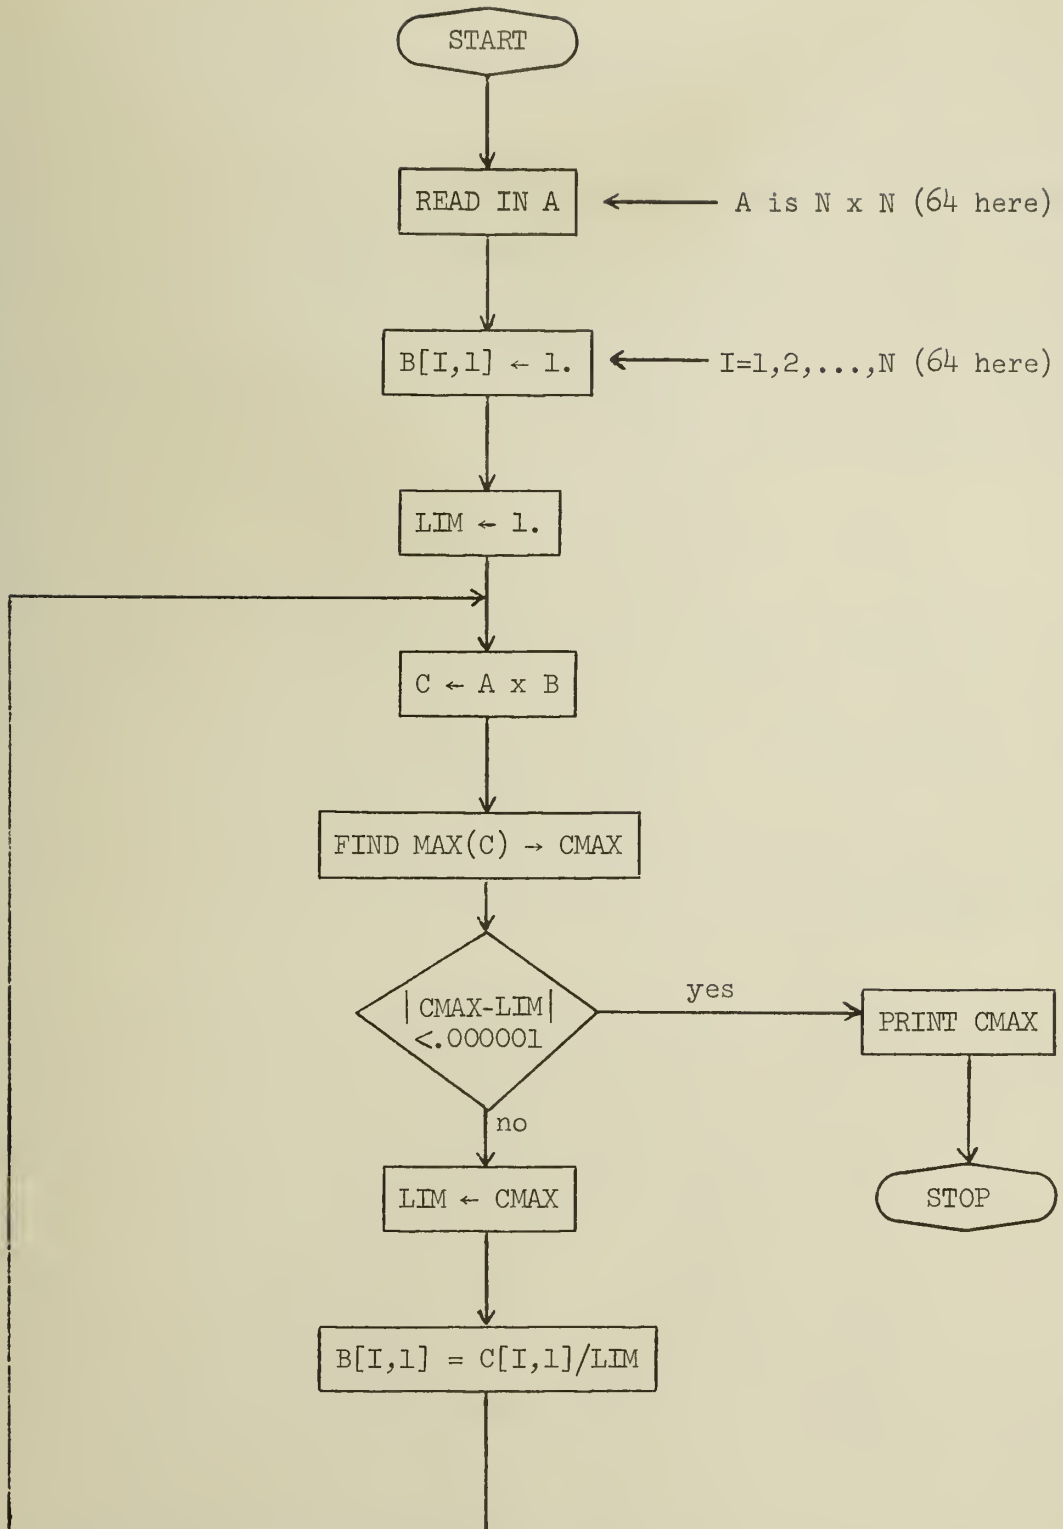 START
READ IN A
A is N x N (64 here)
B[I,1] ← 1.
I=1,2,...,N (64 here)
LIM ← 1.
C ← A x B
FIND MAX(C) → CMAX
|CMAX-LIM|
<.000001
yes
PRINT CMAX
no
LIM ← CMAX
STOP
B[I,1] = C[I,1]/LIM